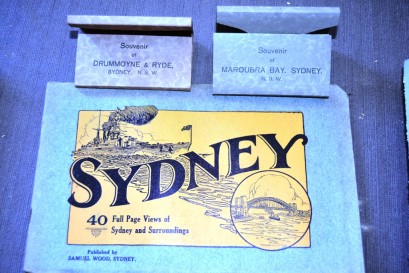 Souvenir
of
DRUMMOYNE & RYDE,
SYDNEY, N.S.W.
Souvenir
of
MAROUBRA BAY, SYDNEY,
N.S.W.
SYDNEY
40 Full Page Views of
Sydney and Surroundings
Published by
SAMUEL WOOD, SYDNEY.